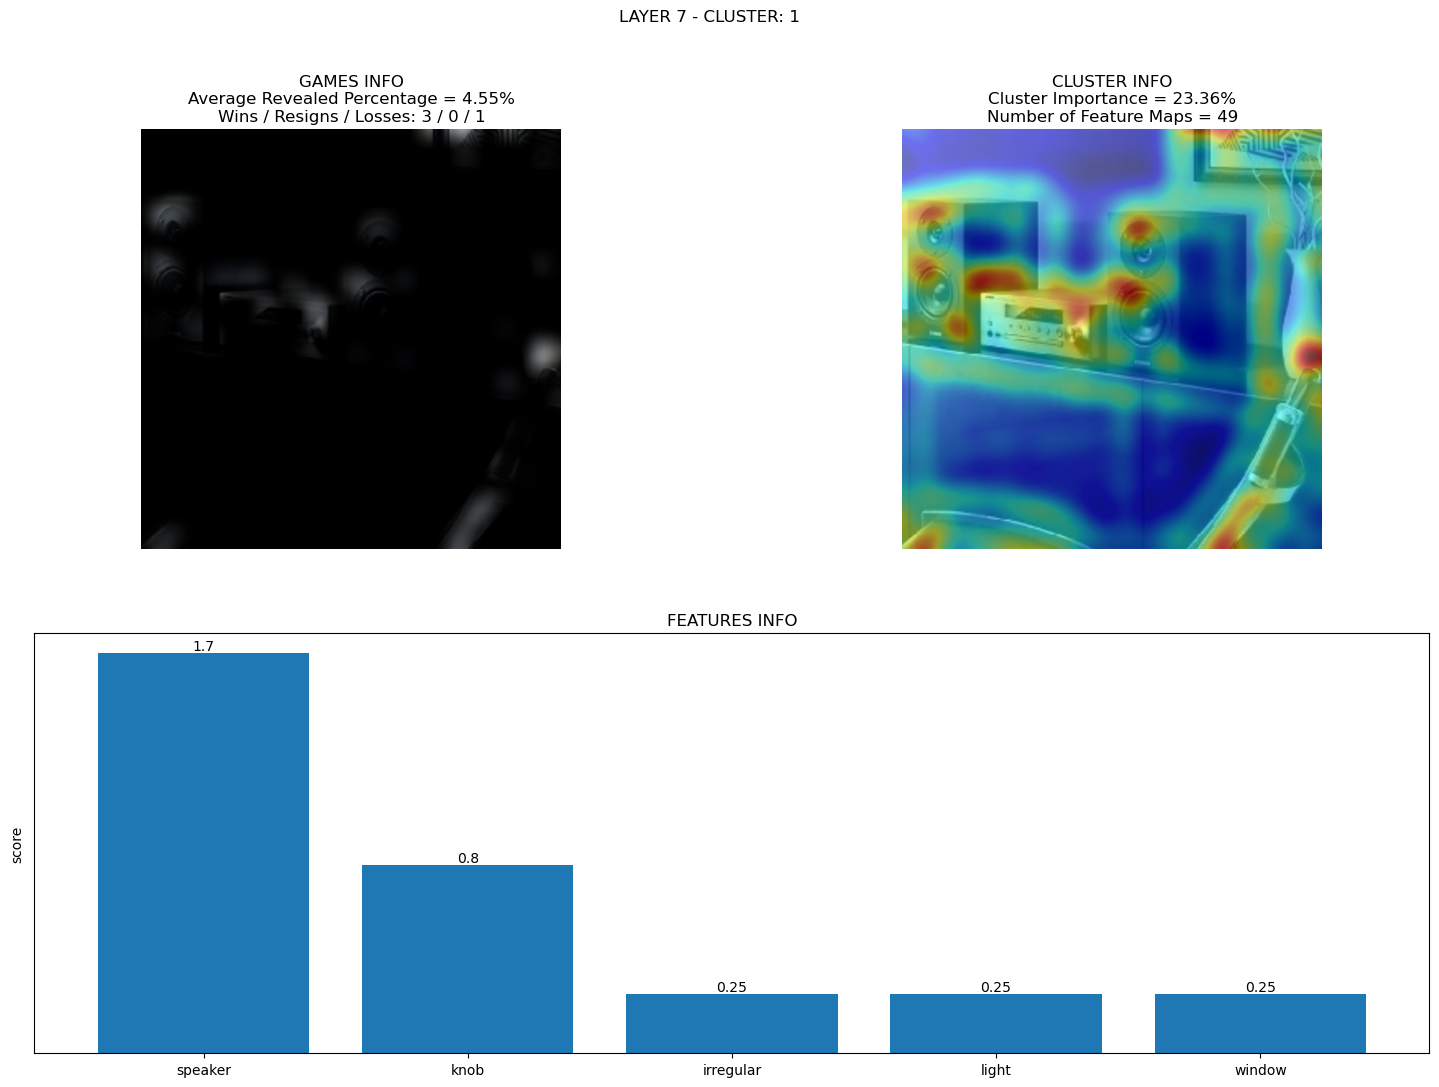 LAYER 7 - CLUSTER: 1
GAMES INFO
Average Revealed Percentage = 4.55%
Wins / Resigns / Losses: 3 / 0 / 1
CLUSTER INFO
Cluster Importance = 23.36%
Number of Feature Maps = 49
FEATURES INFO
score
1.7
0.8
0.25
0.25
0.25
speaker
knob
irregular
light
window